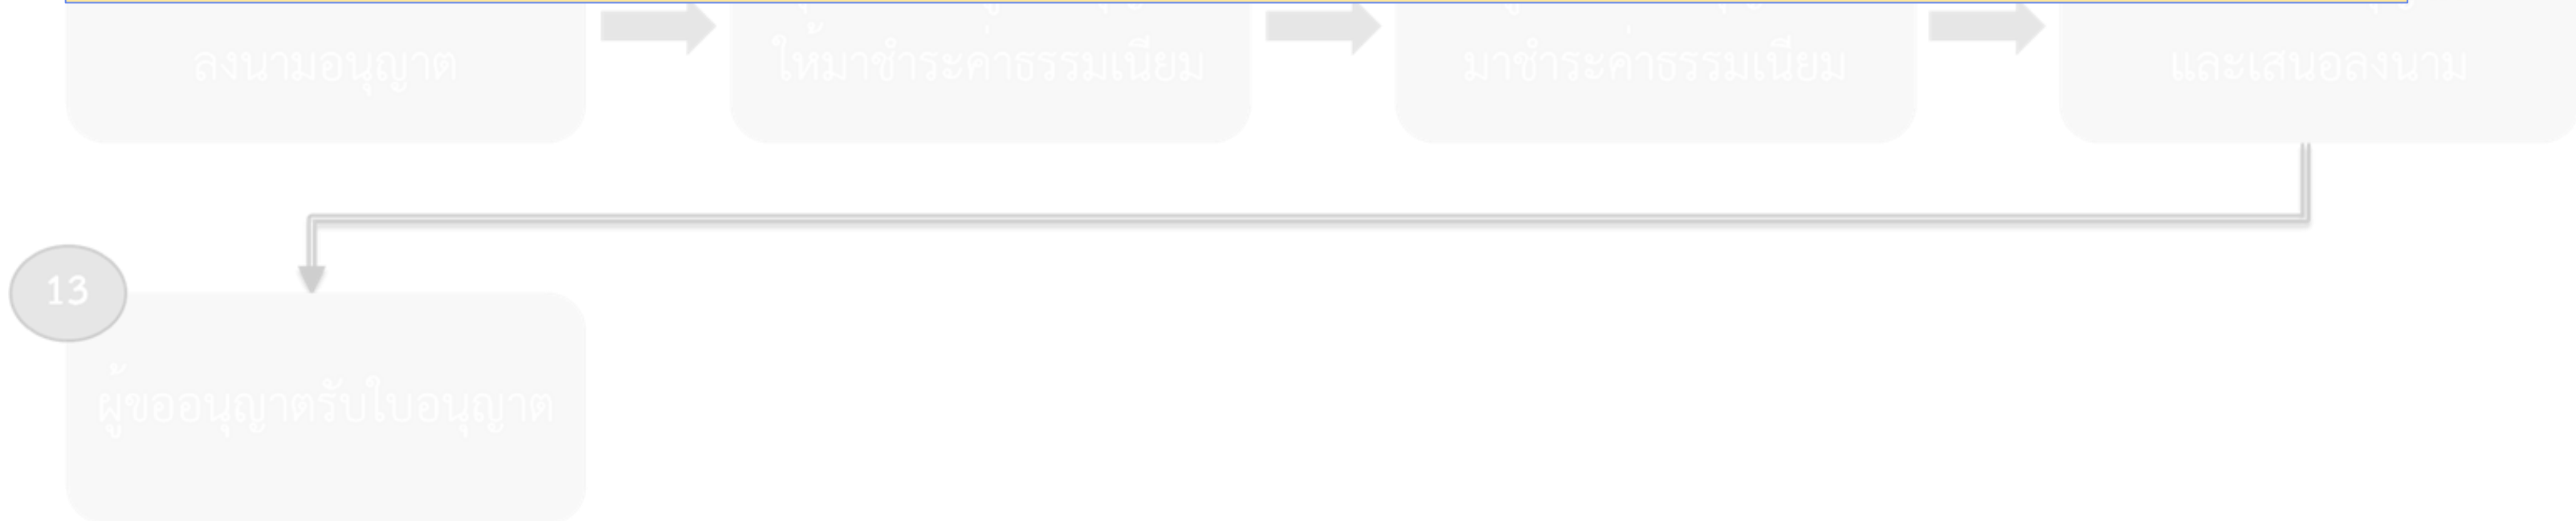 ลงนามอนุญาต
ให้มาชำระค่าธรรมเนียม
มาชำระค่าธรรมเนียม
และเสนอลงนาม
13
ผู้ขออนุญาตรับใบอนุญาต